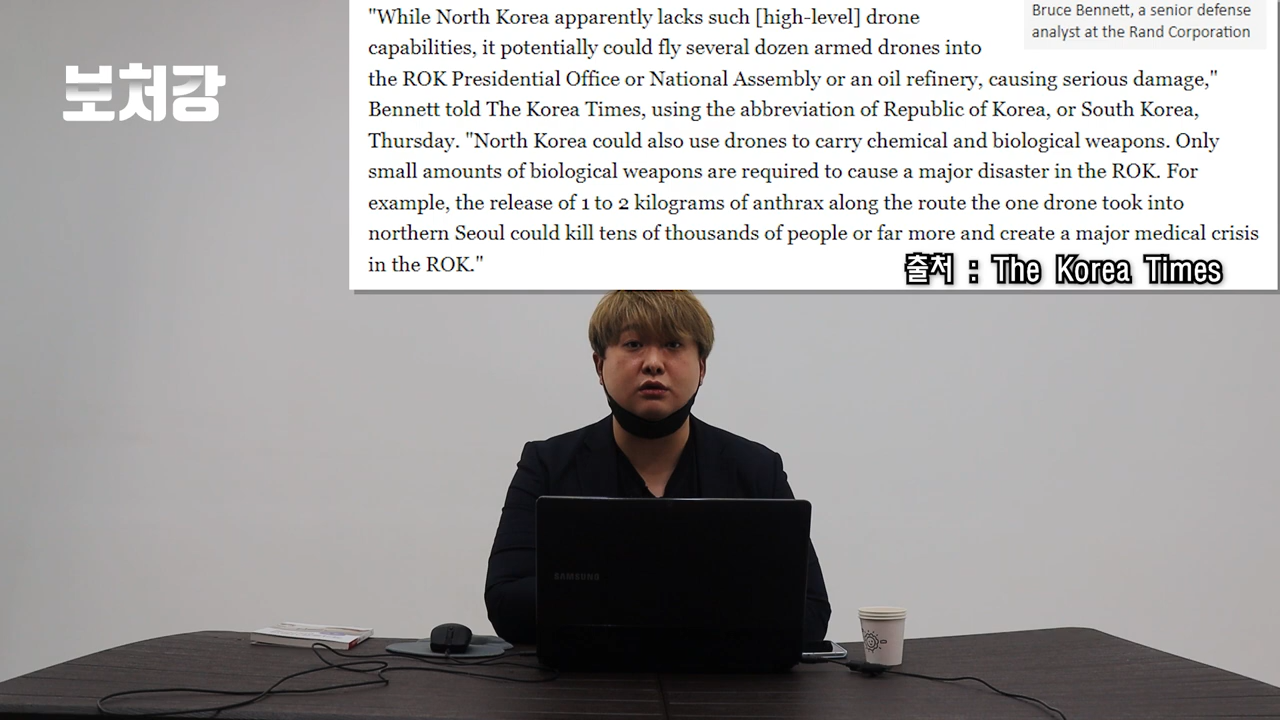 "While North Korea apparently lacks such [high-level] drone
capabilities, it potentially could fly several dozen armed drones into
the ROK Presidential Office or National Assembly or an oil refinery, causing serious damage,"
Bennett told The Korea Times, using the abbreviation of Republic of Korea, or South Korea,
Thursday. "North Korea could also use drones to carry chemical and biological weapons. Only
small amounts of biological weapons are required to cause a major disaster in the ROK. For
example, the release of 1 to 2 kilograms of anthrax along the route the one drone took into
northern Seoul could kill tens of thousands of people or far more and create a major medical crisis
in the ROK."
Bruce Bennett, a senior defense
analyst at the Rand Corporation
보처강
출처 : The Korea Times
SAMSUNG